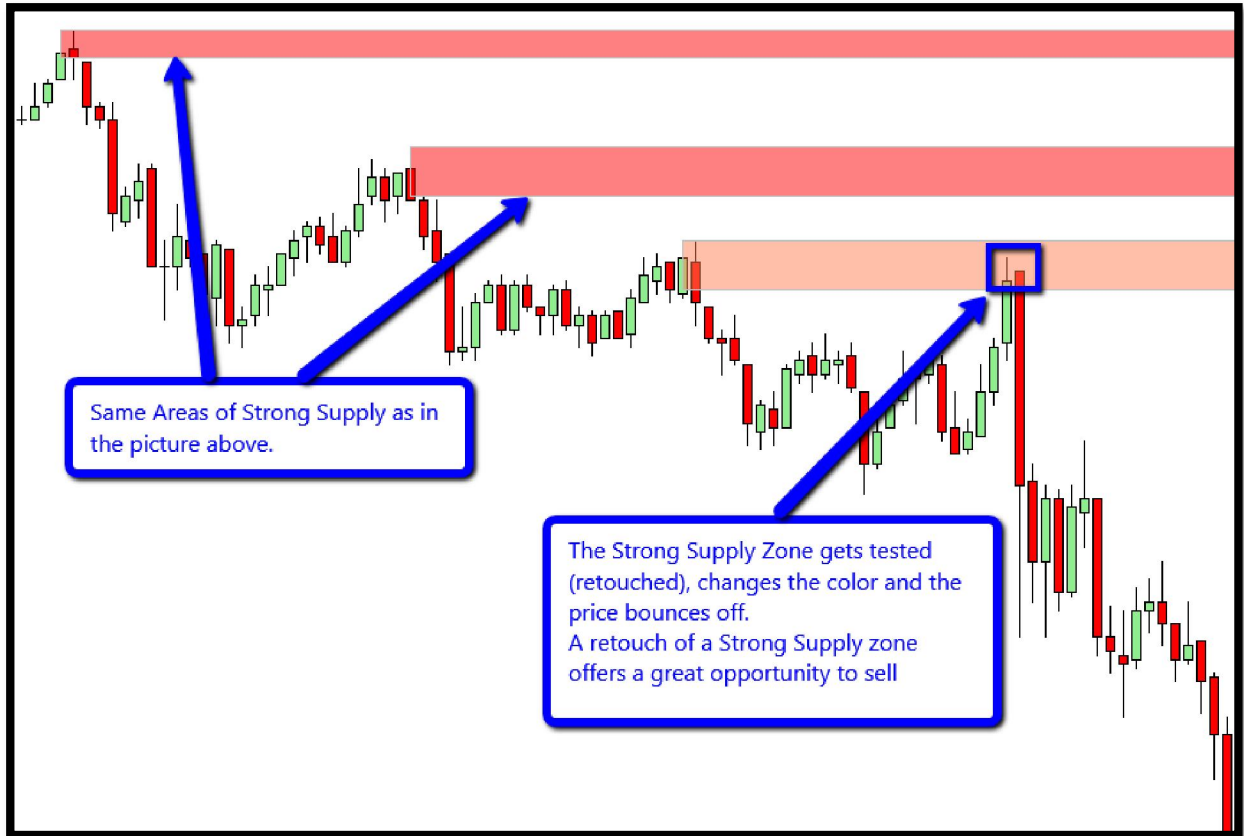 Same Areas of Strong Supply as in
the picture above.
The Strong Supply Zone gets tested
(retouched), changes the color and the
price bounces off.
A retouch of a Strong Supply zone
offers a great opportunity to sell